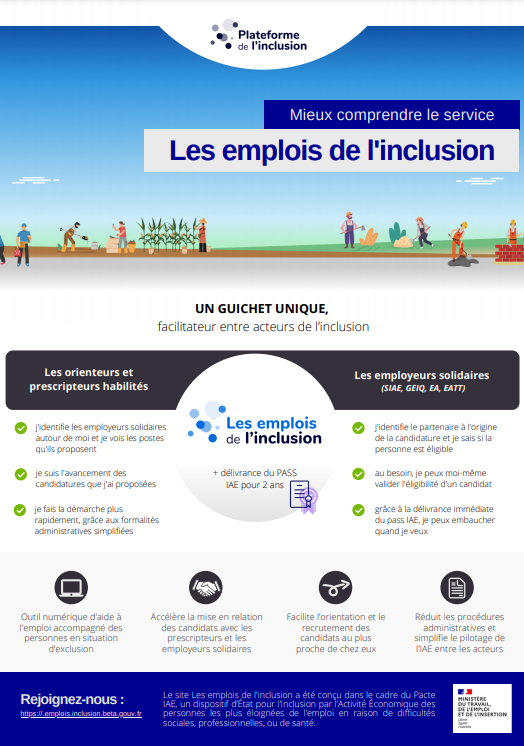 Plateforme
de l'inclusion
Mieux comprendre le service
Les emplois de l'inclusion
UN GUICHET UNIQUE,
facilitateur entre acteurs de l'inclusion
Les orienteurs et
prescripteurs habilités
j'identifie les employeurs solidaires
autour de moi et je vois les postes
qu'ils proposent
je suis l'avancement des
candidatures que j'ai proposées
je fais la démarche plus
rapidement, grâce aux formalités
administratives simplifiées
Les emplois
de l'inclusion
+ délivrance du PASS
IAE pour 2 ans
Les employeurs solidaires
(SIAE, GEIQ, EA, EATT)
j'identifie le partenaire à l'origine
de la candidature et je sais si la
personne est éligible
au besoin, je peux moi-même
valider l'éligibilité d'un candidat
grâce à la délivrance immédiate
du pass IAE, je peux embaucher
quand je veux
Outil numérique d'aide à
l'emploi accompagné des
personnes en situation
d'exclusion
Accélère la mise en relation
des candidats avec les
prescripteurs et les
employeurs solidaires
Facilite l'orientation et le
recrutement des
candidats au plus
proche de chez eux
Réduit les procédures
administratives et
simplifie le pilotage de
l'IAE entre les acteurs
Rejoignez-nous :
https://.emplois.inclusion.beta.gouv.fr
Le site Les emplois de l'inclusion a été conçu dans le cadre du Pacte
IAE, un dispositif d'État pour l'Inclusion par l'Activité Économique des
personnes les plus éloignées de l'emploi en raison de difficultés
sociales, professionnelles, ou de santé.
MINISTÈRE
DU TRAVAIL,
DE L'EMPLOI
ET DE L'INSERTION
Liberté
Égalité
Fraternité